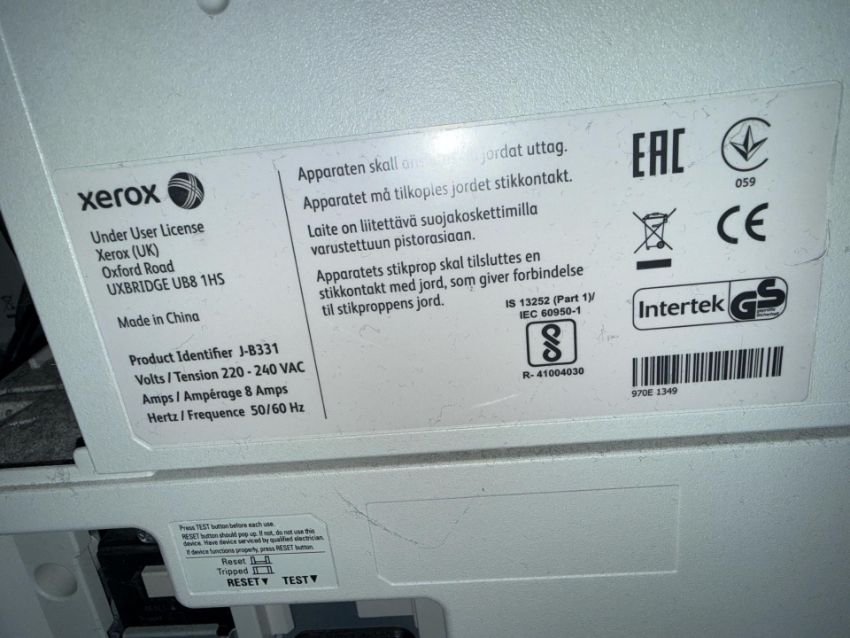 xerox
Under User License
Xerox (UK)
Oxford Road
UXBRIDGE UB8 1HS
Made in China
Product Identifier J-B331
Volts / Tension 220 - 240 VAC
Amps / Ampérage 8 Amps
Hertz / Frequence 50/60 Hz
Apparaten skall jordat uttag.
Apparatet må tilkoples jordet stikkontakt.
Laite on liitettävä suojakoskettimilla
varustettuun pistorasiaan.
Apparatets stikprop skal tilsluttes en
stikkontakt med jord, som giver forbindelse
til stikproppens jord.
IS 13252 (Part 1)/
IEC 60950-1
R- 41004030
EAC
059
CE
Intertek GS
geprüfte
Sicherheit
970E 1349
Press TEST button before each use.
RESET button should pop up. If not, do not use this
device. Have device serviced by qualified electrician.
If device functions properly, press RESET button.
Reset
Tripped
RESET▼ TEST▼